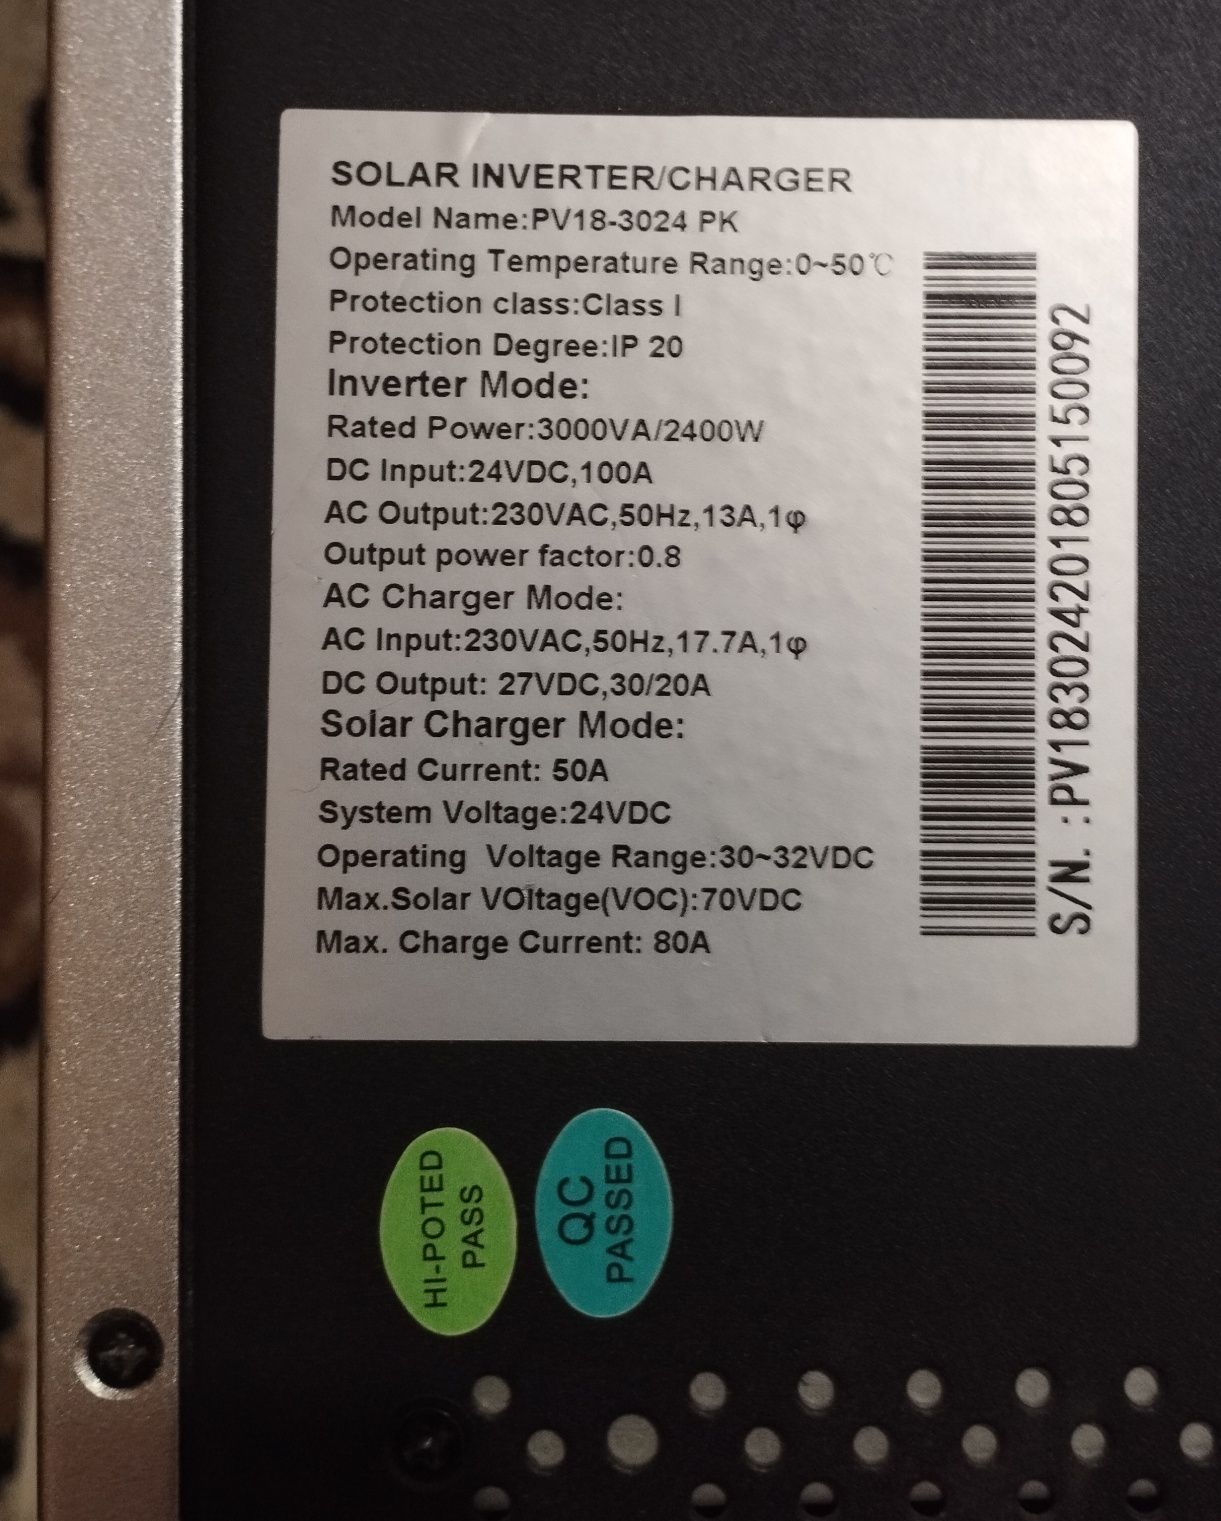 SOLAR INVERTER/CHARGER
Model Name:PV18-3024 PK
Operating Temperature Range:0~50℃
Protection class:Class I
Protection Degree:IP 20
Inverter Mode:
Rated Power:3000VA/2400W
DC Input:24VDC,100A
AC Output:230VAC,50Hz,13A,1φ
Output power factor:0.8
AC Charger Mode:
AC Input:230VAC,50Hz,17.7A,1φ
DC Output: 27VDC,30/20A
Solar Charger Mode:
Rated Current: 50A
System Voltage:24VDC
Operating  Voltage Range:30~32VDC
Max.Solar VOltage(VOC):70VDC
Max. Charge Current: 80A
S/N. :PV183024201805150092
HI-POTED
PASS
QC
PASSED